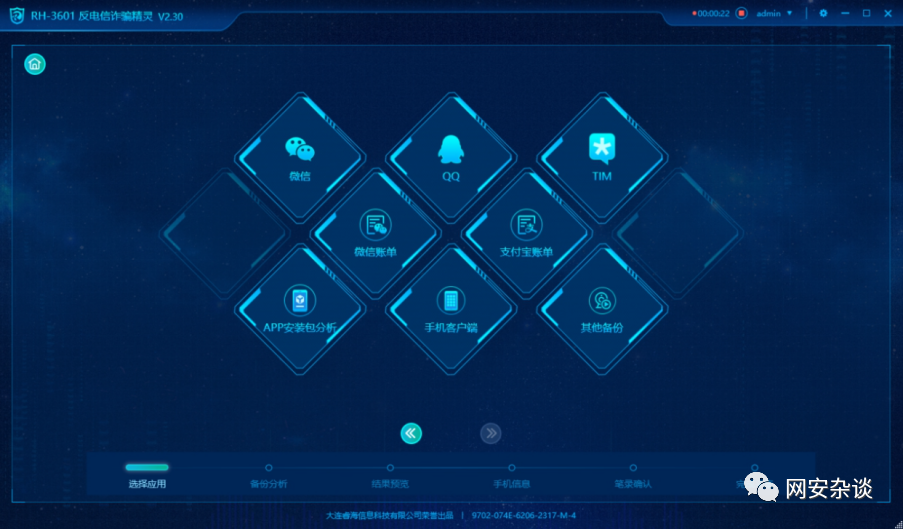 RH-3601 反电信诈骗精灵 V2.30
00:00:22 admin
微信
QQ
TIM
微信账单
支付宝账单
APP安装包分析
手机客户端
其他备份
选择应用
备份分析
结果预览
手机信息
笔录确认
网安杂谈
大连睿海信息科技有限公司荣誉出品 | 9702-074E-6206-2317-M-4